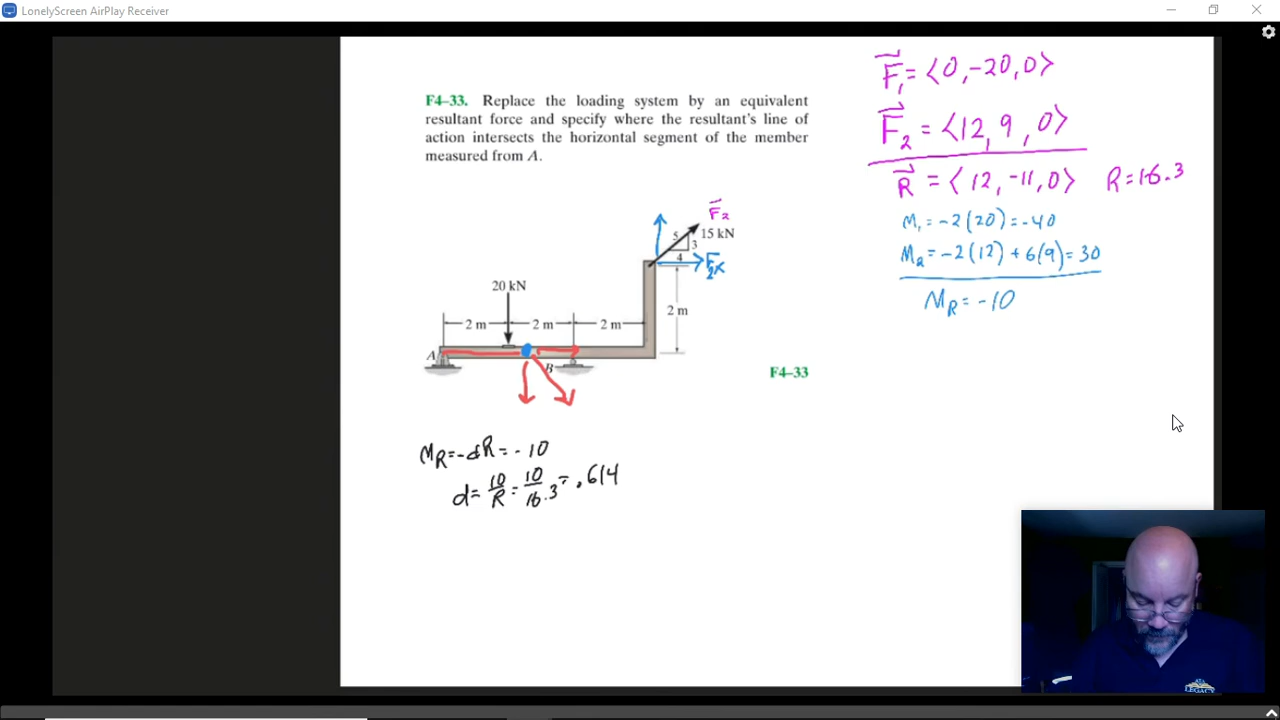 LonelyScreen AirPlay Receiver
F4–33. Replace the loading system by an equivalent
resultant force and specify where the resultant's line of
action intersects the horizontal segment of the member
measured from A.
F₁ = ⟨0, -20, 0⟩
F₂ = ⟨12, 9, 0⟩
R = ⟨12, -11, 0⟩ R = 16.3
M₁ = -2(20) = -40
M₂ = -2(12) + 6(9) = 30
M_R = -10
F₂
15 kN
5
3
4
F₂x
20 kN
2 m
2 m
2 m
2 m
A
B
F4–33
M_R = -dR = -10
d = 10/R = 10/16.3 = .614
LEGACY